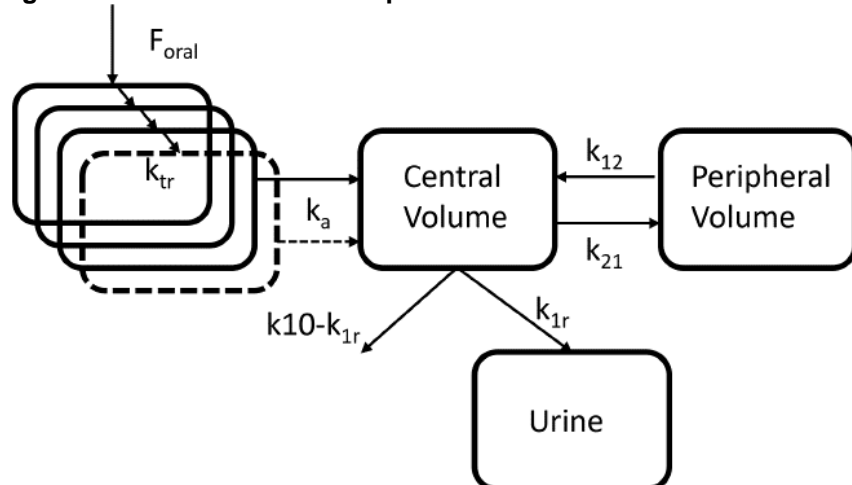 F_oral
k_tr
k_a
Central
Volume
k_12
k_21
Peripheral
Volume
k10-k_1r
k_1r
Urine